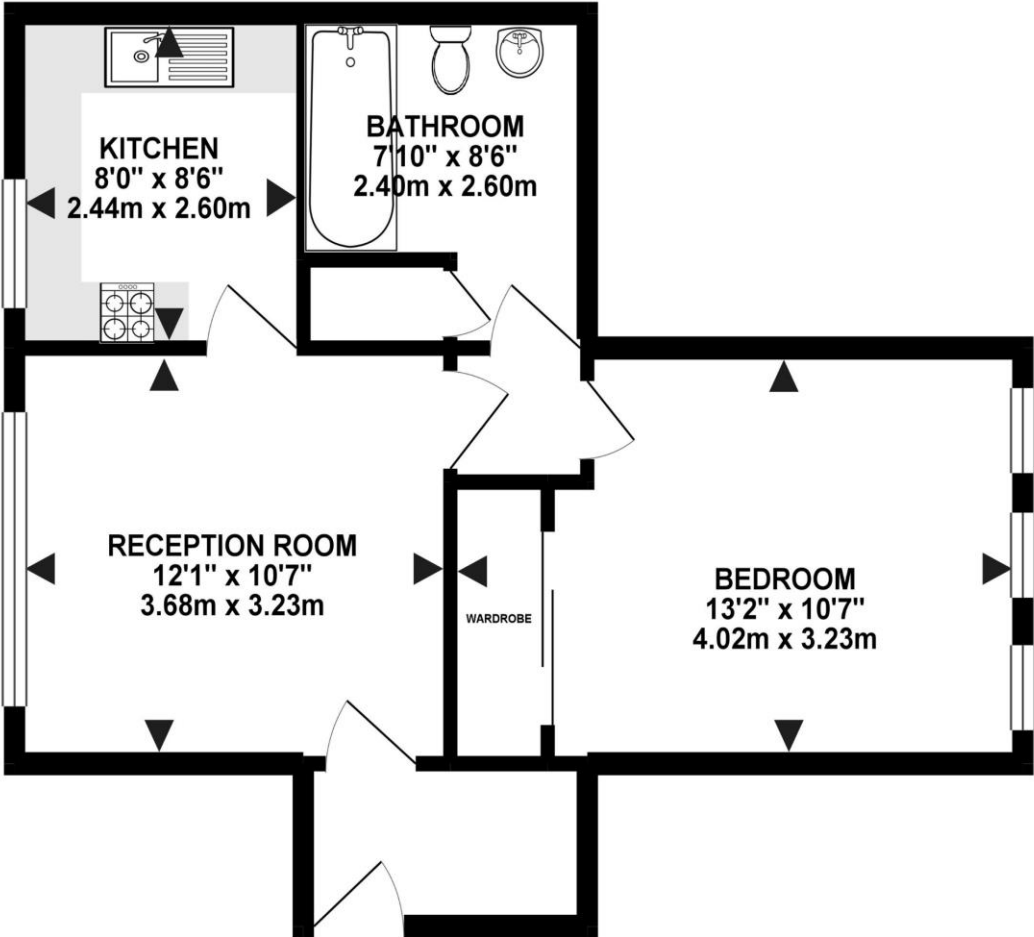 KITCHEN
8'0" x 8'6"
2.44m x 2.60m
BATHROOM
7'10" x 8'6"
2.40m x 2.60m
RECEPTION ROOM
12'1" x 10'7"
3.68m x 3.23m
WARDROBE
BEDROOM
13'2" x 10'7"
4.02m x 3.23m